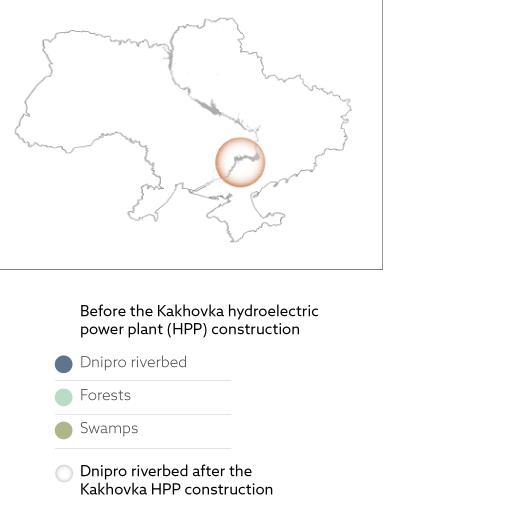 Before the Kakhovka hydroelectric
power plant (HPP) construction
Dnipro riverbed
Forests
Swamps
Dnipro riverbed after the
Kakhovka HPP construction